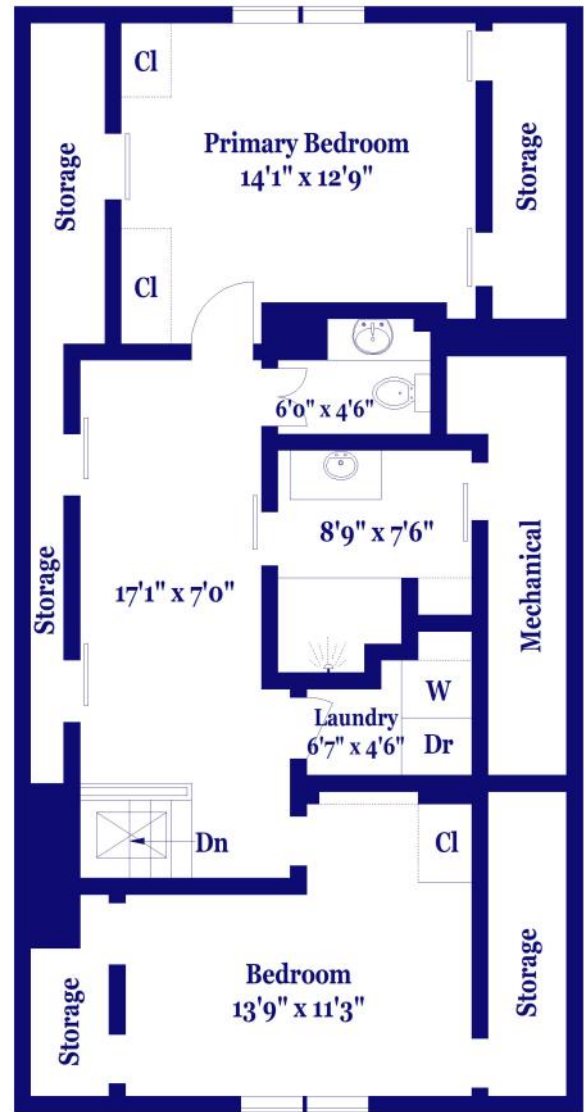 Cl
Storage
Primary Bedroom
14'1" x 12'9"
Storage
Cl
6'0" x 4'6"
8'9" x 7'6"
Storage
17'1" x 7'0"
Mechanical
W
Laundry
6'7" x 4'6"
Dr
Dn
Cl
Bedroom
13'9" x 11'3"
Storage
Storage